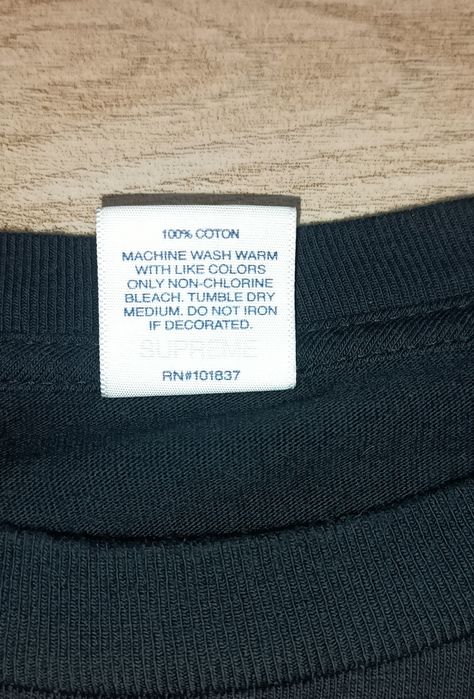 100% COTON
MACHINE WASH WARM
WITH LIKE COLORS
ONLY NON-CHLORINE
BLEACH. TUMBLE DRY
MEDIUM. DO NOT IRON
IF DECORATED.
SUPREME
RN#101837